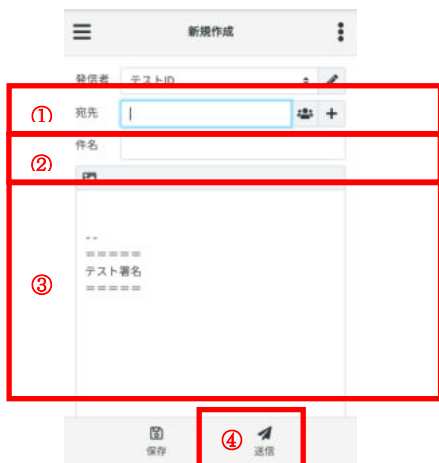 新規作成
発信者 テストID
① 宛先
② 件名
--
=====
テスト署名
=====
③
保存 ④ 送信